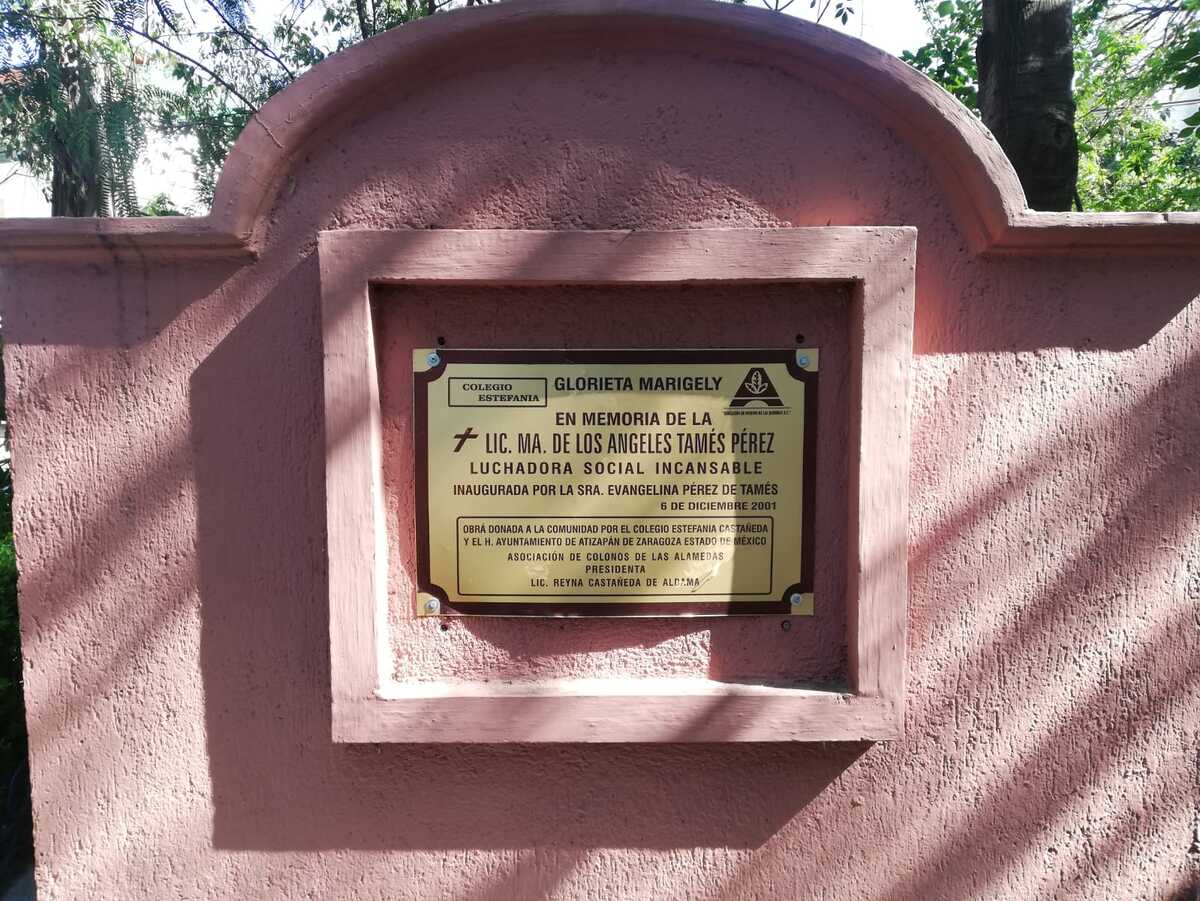 COLEGIO
ESTEFANIA
GLORIETA MARIGELY
EN MEMORIA DE LA
LIC. MA. DE LOS ANGELES TAMÉS PÉREZ
LUCHADORA SOCIAL INCANSABLE
INAUGURADA POR LA SRA. EVANGELINA PÉREZ DE TAMÉS
6 DE DICIEMBRE 2001
OBRÁ DONADA A LA COMUNIDAD POR EL COLEGIO ESTEFANIA CASTAÑEDA
Y EL H. AYUNTAMIENTO DE ATIZAPÁN DE ZARAGOZA ESTADO DE MÉXICO
ASOCIACIÓN DE COLONOS DE LAS ALAMEDAS
PRESIDENTA
LIC. REYNA CASTAÑEDA DE ALDAMA